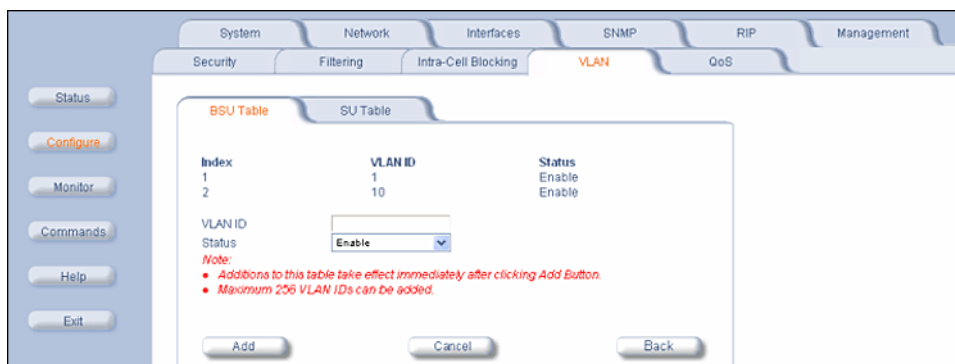 System Network Interfaces SNMP RIP Management
Security Filtering Intra-Cell Blocking VLAN QoS
Status
Configure
Monitor
Commands
Help
Exit
BSU Table SU Table
Index VLAN ID Status
1 1 Enable
2 10 Enable
VLAN ID
Status Enable
Note:
• Additions to this table take effect immediately after clicking Add Button.
• Maximum 256 VLAN IDs can be added.
Add Cancel Back